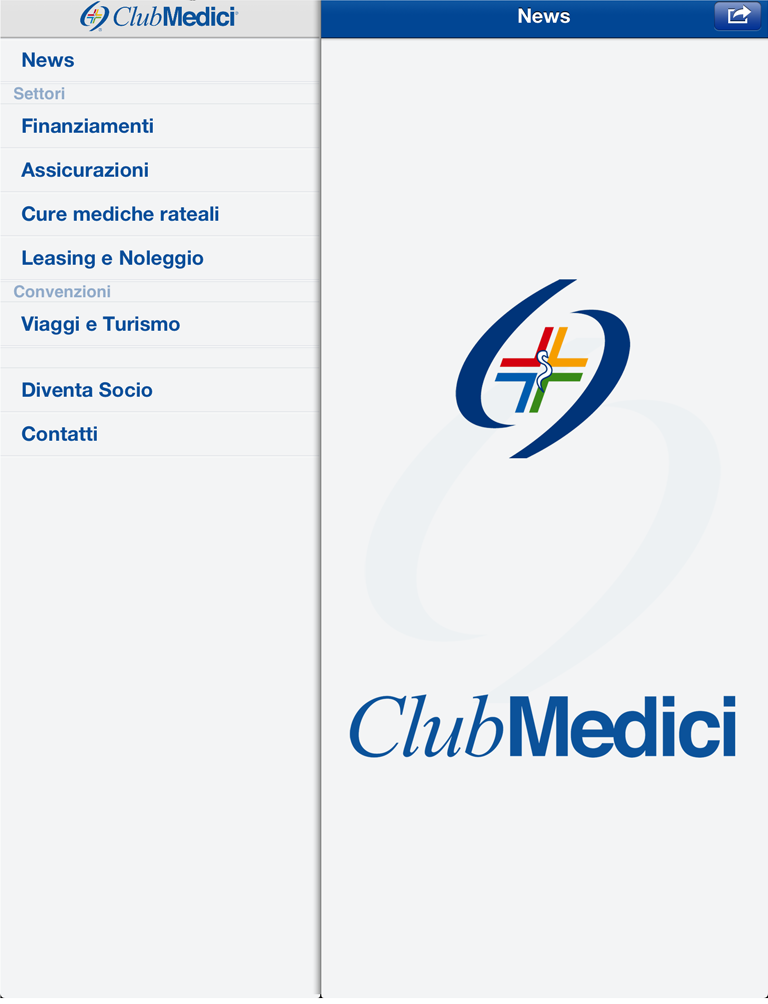 ClubMedici®
News
Settori
Finanziamenti
Assicurazioni
Cure mediche rateali
Leasing e Noleggio
Convenzioni
Viaggi e Turismo
Diventa Socio
Contatti
News
ClubMedici